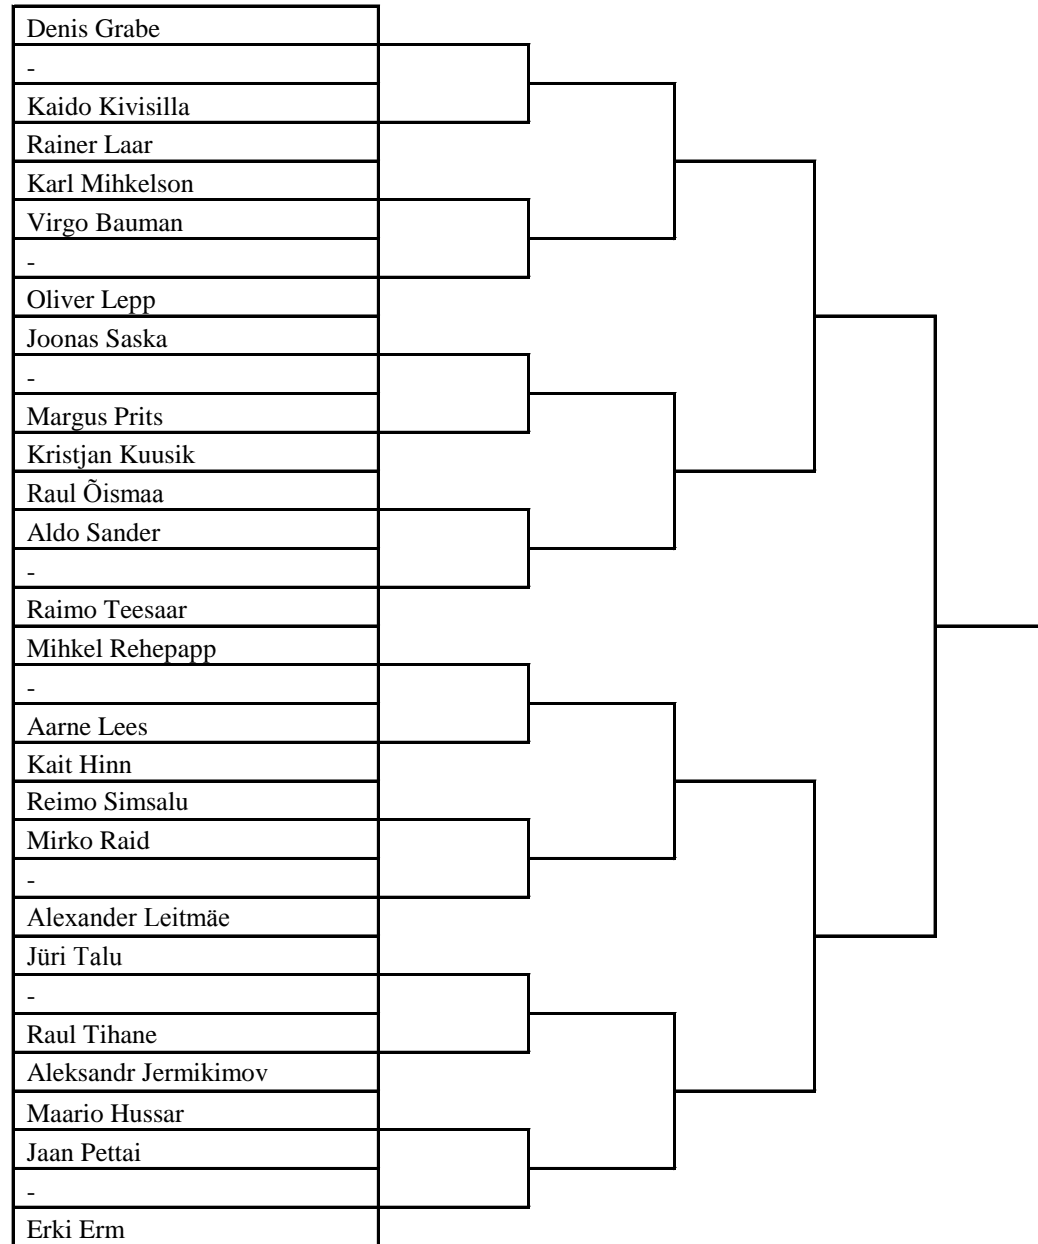 Denis Grabe
-
Kaido Kivisilla
Rainer Laar
Karl Mihkelson
Virgo Bauman
-
Oliver Lepp
Joonas Saska
-
Margus Prits
Kristjan Kuusik
Raul Õismaa
Aldo Sander
-
Raimo Teesaar
Mihkel Rehepapp
-
Aarne Lees
Kait Hinn
Reimo Simsalu
Mirko Raid
-
Alexander Leitmäe
Jüri Talu
-
Raul Tihane
Aleksandr Jermikimov
Maario Hussar
Jaan Pettai
-
Erki Erm